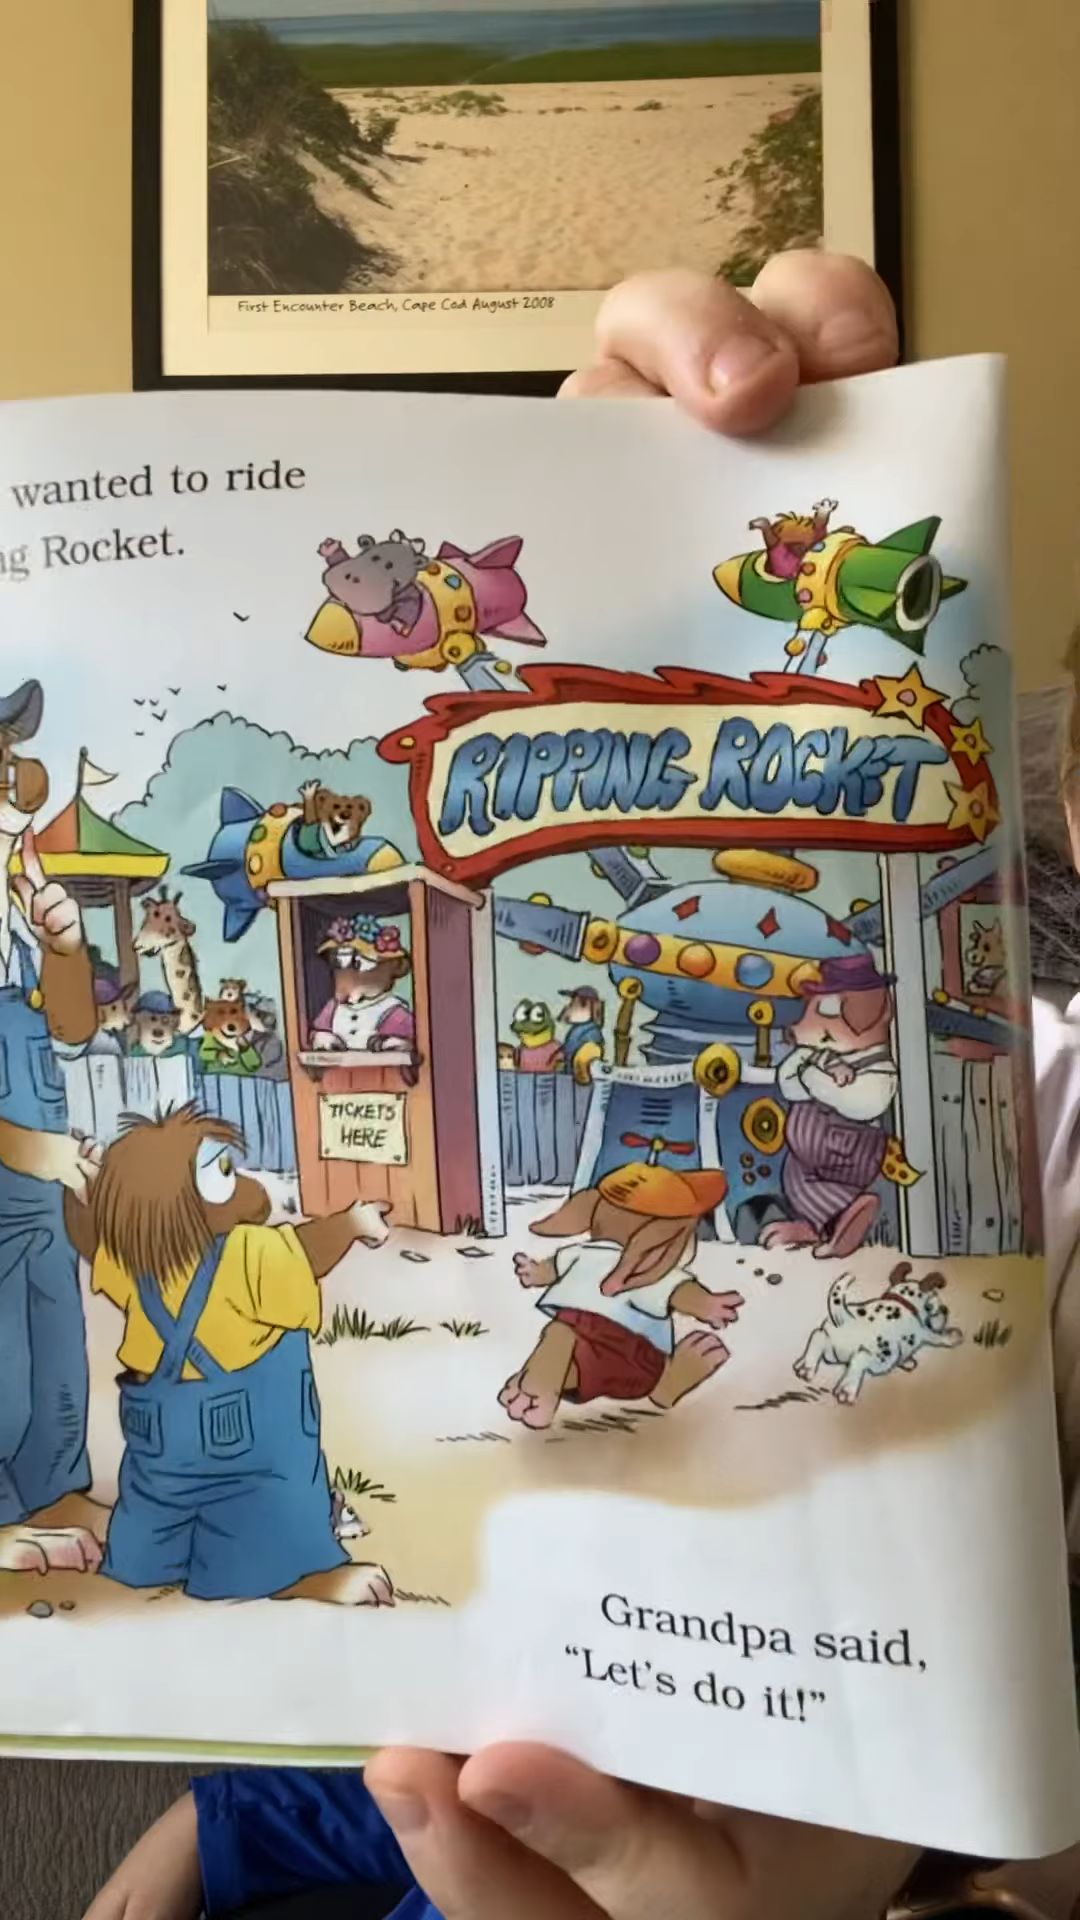 First Encounter Beach, Cape Cod August 2008
wanted to ride
Rocket.
RIPPING ROCKET
TICKETS
HERE
Grandpa said,
“Let’s do it!”